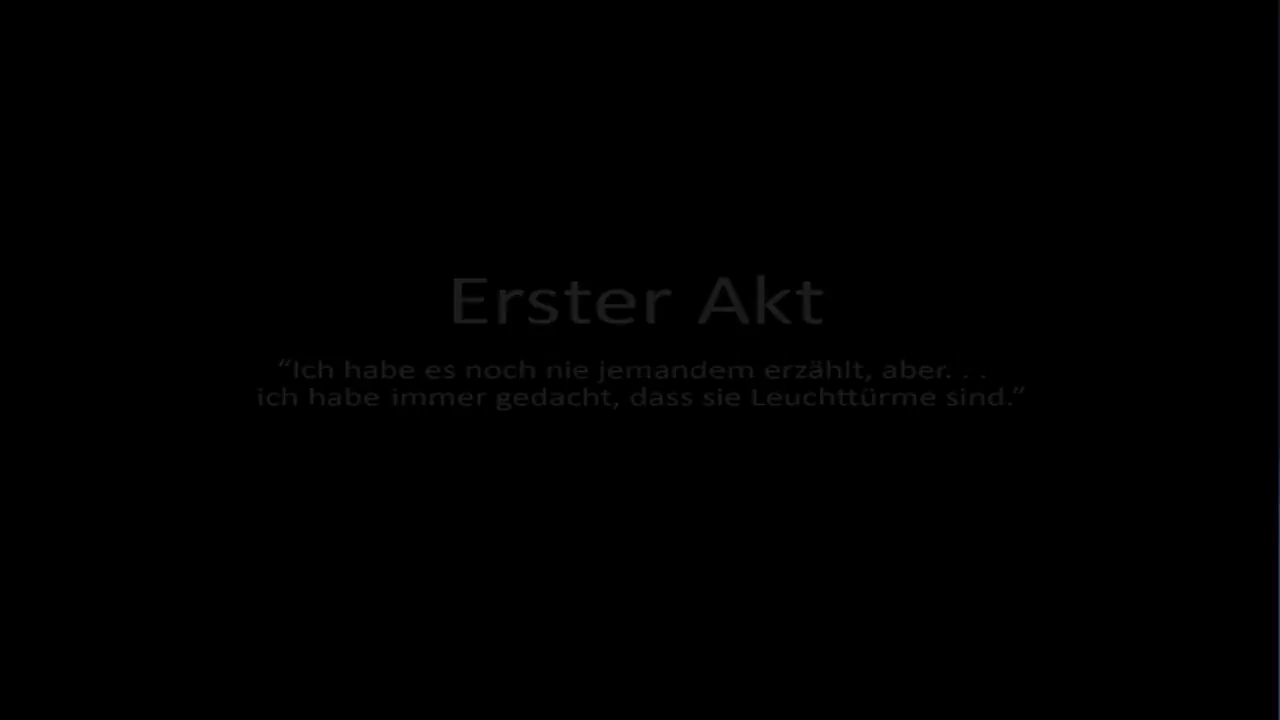 Erster Akt
“Ich habe es noch nie jemandem erzählt, aber. . .
ich habe immer gedacht, dass sie Leuchttürme sind.”